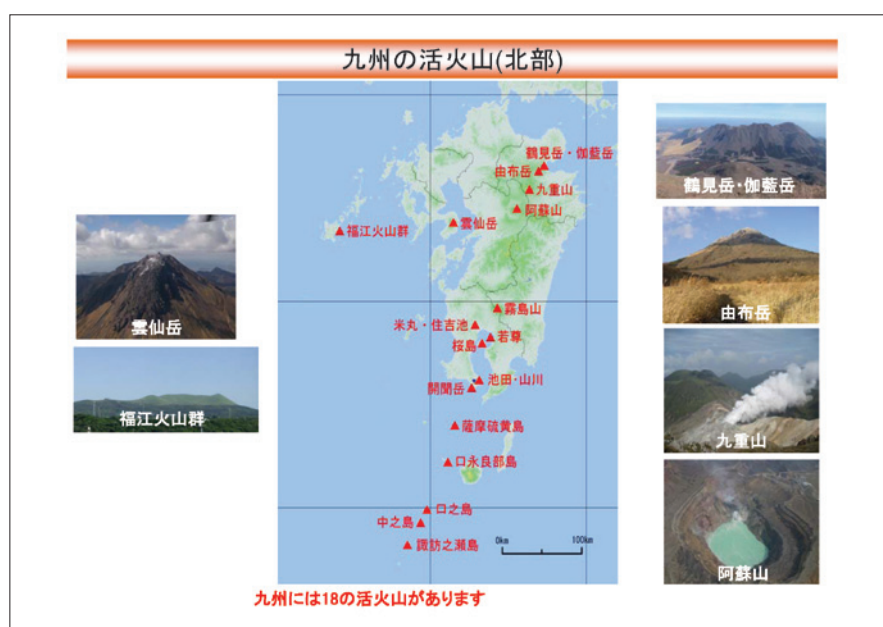 九州の活火山(北部)
鶴見岳・伽藍岳
由布岳
九重山
阿蘇山
雲仙岳
福江火山群
霧島山
米丸・住吉池
若尊
桜島
池田・山川
開聞岳
薩摩硫黄島
口永良部島
口之島
中之島
諏訪之瀬島
0km 100km
雲仙岳
福江火山群
鶴見岳・伽藍岳
由布岳
九重山
阿蘇山
九州には18の活火山があります